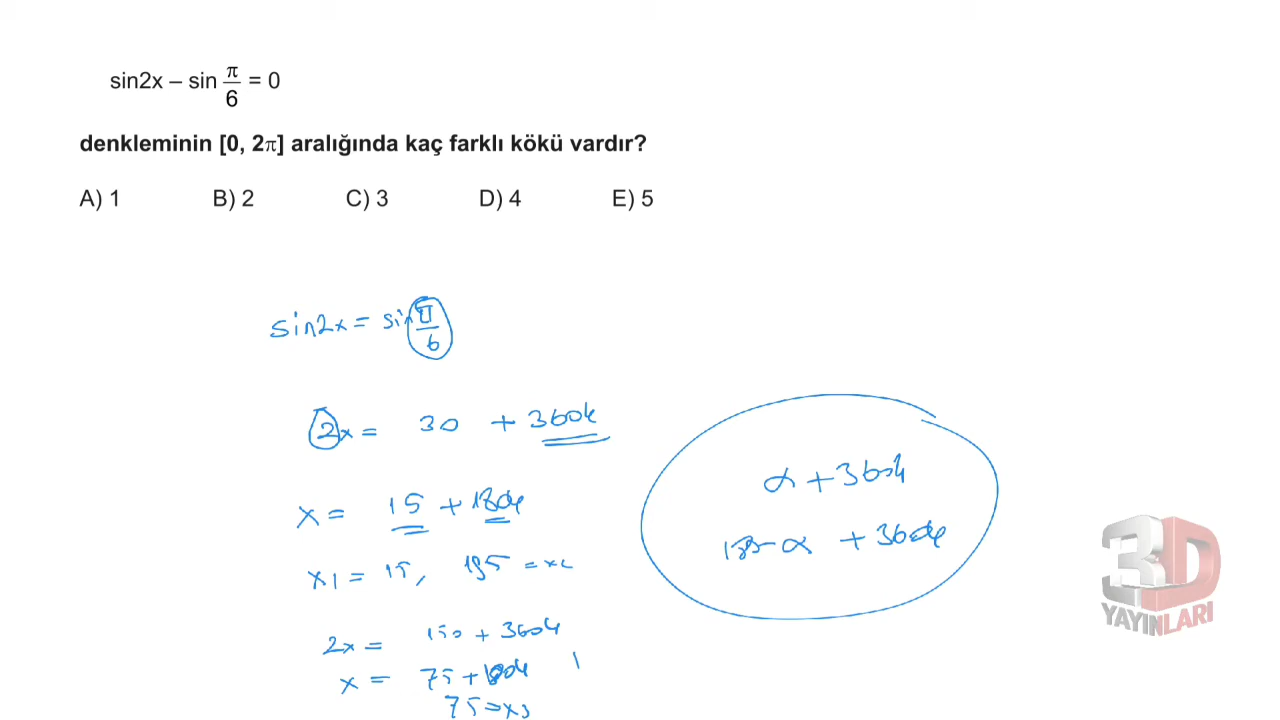 sin2x – sin π/6 = 0
denkleminin [0, 2π] aralığında kaç farklı kökü vardır?
A) 1 B) 2 C) 3 D) 4 E) 5
sin2x = sin π/6
2x = 30 + 360k
x = 15 + 180k
x1 = 15, 195 = x2
2x = 150 + 360k
x = 75 + 180k
75 = x3
α + 360k
180 - α + 360k
3D
YAYINLARI